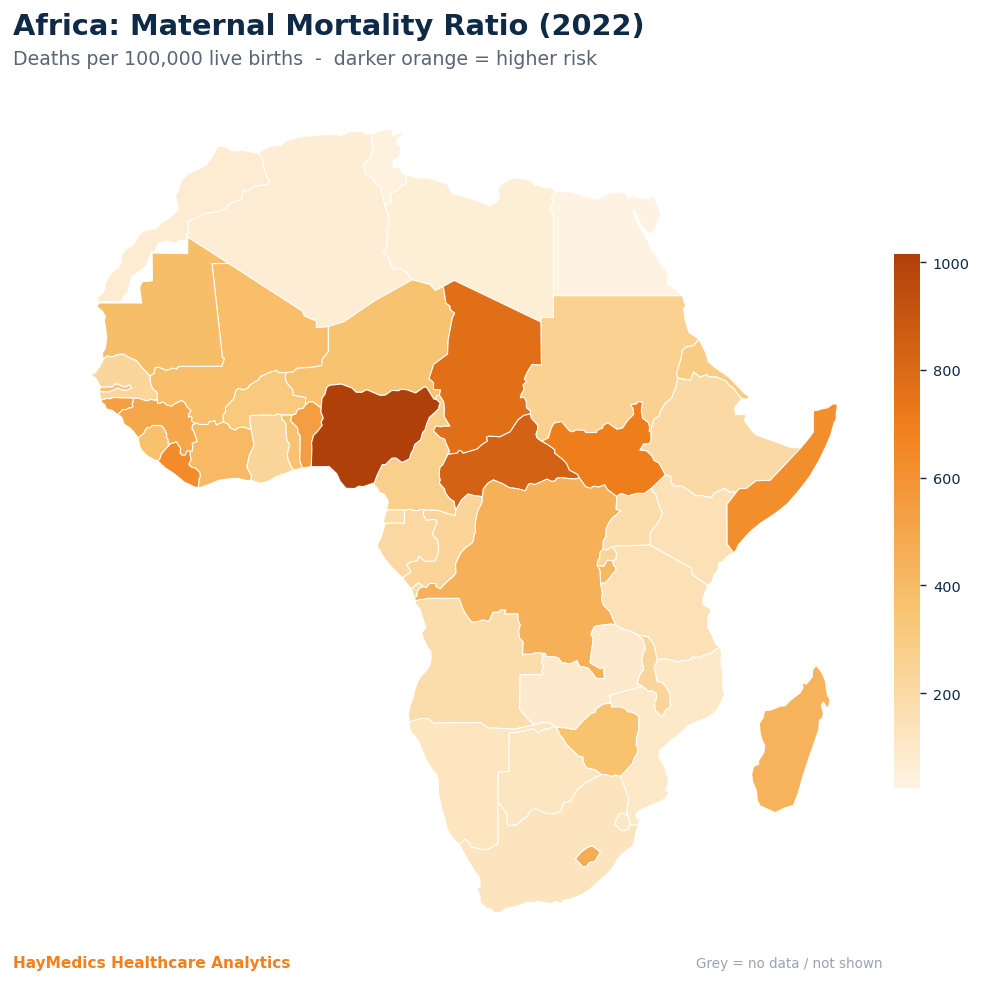 Africa: Maternal Mortality Ratio (2022)
Deaths per 100,000 live births  -  darker orange = higher risk
1000
800
600
400
200
HayMedics Healthcare Analytics
Grey = no data / not shown